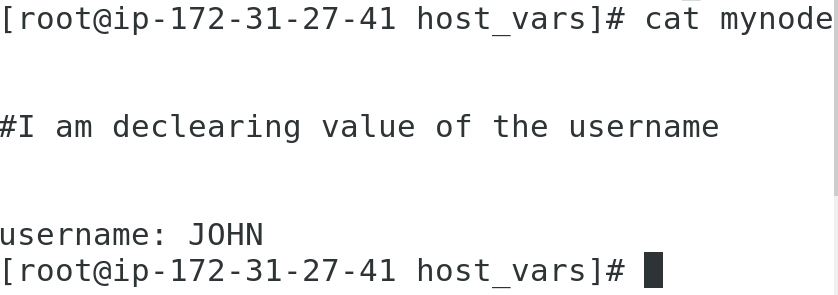 [root@ip-172-31-27-41 host_vars]# cat mynode
#I am declearing value of the username
username: JOHN
[root@ip-172-31-27-41 host_vars]#